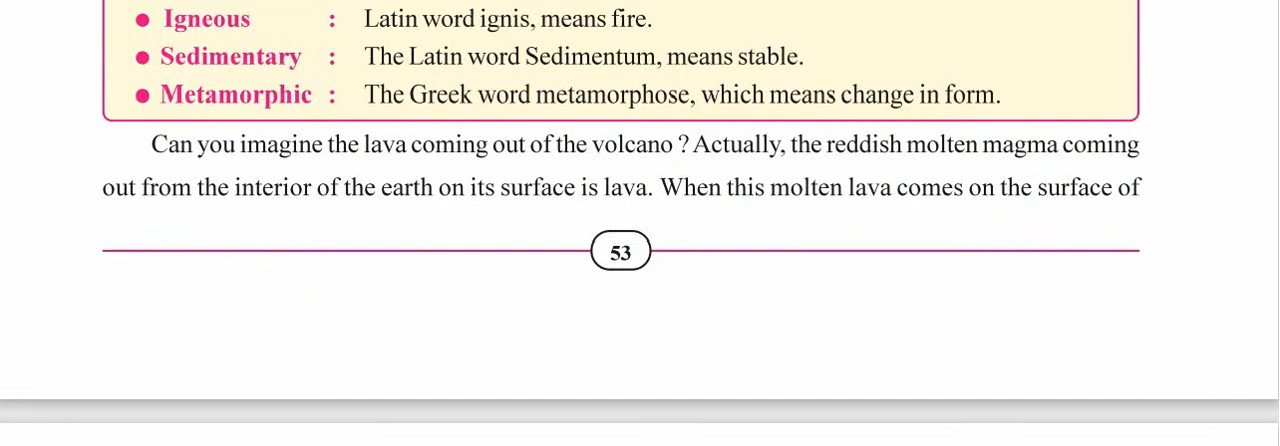 ● Igneous : Latin word ignis, means fire.
● Sedimentary : The Latin word Sedimentum, means stable.
● Metamorphic : The Greek word metamorphose, which means change in form.
Can you imagine the lava coming out of the volcano ? Actually, the reddish molten magma coming
out from the interior of the earth on its surface is lava. When this molten lava comes on the surface of
53